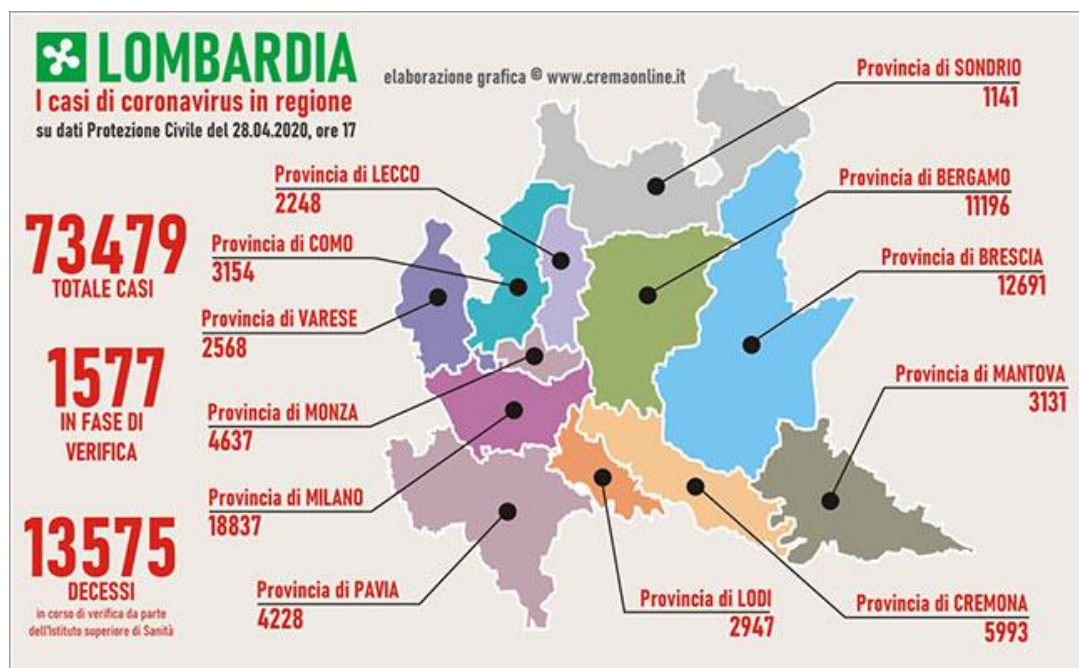 LOMBARDIA
I casi di coronavirus in regione
su dati Protezione Civile del 28.04.2020, ore 17
elaborazione grafica © www.cremaonline.it
Provincia di SONDRIO
1141
Provincia di LECCO
2248
Provincia di BERGAMO
11196
73479
TOTALE CASI
Provincia di COMO
3154
Provincia di BRESCIA
12691
Provincia di VARESE
2568
1577
IN FASE DI
VERIFICA
Provincia di MANTOVA
3131
Provincia di MONZA
4637
Provincia di MILANO
18837
13575
DECESSI
in corso di verifica da parte
dell'Istituto superiore di Sanità
Provincia di PAVIA
4228
Provincia di LODI
2947
Provincia di CREMONA
5993